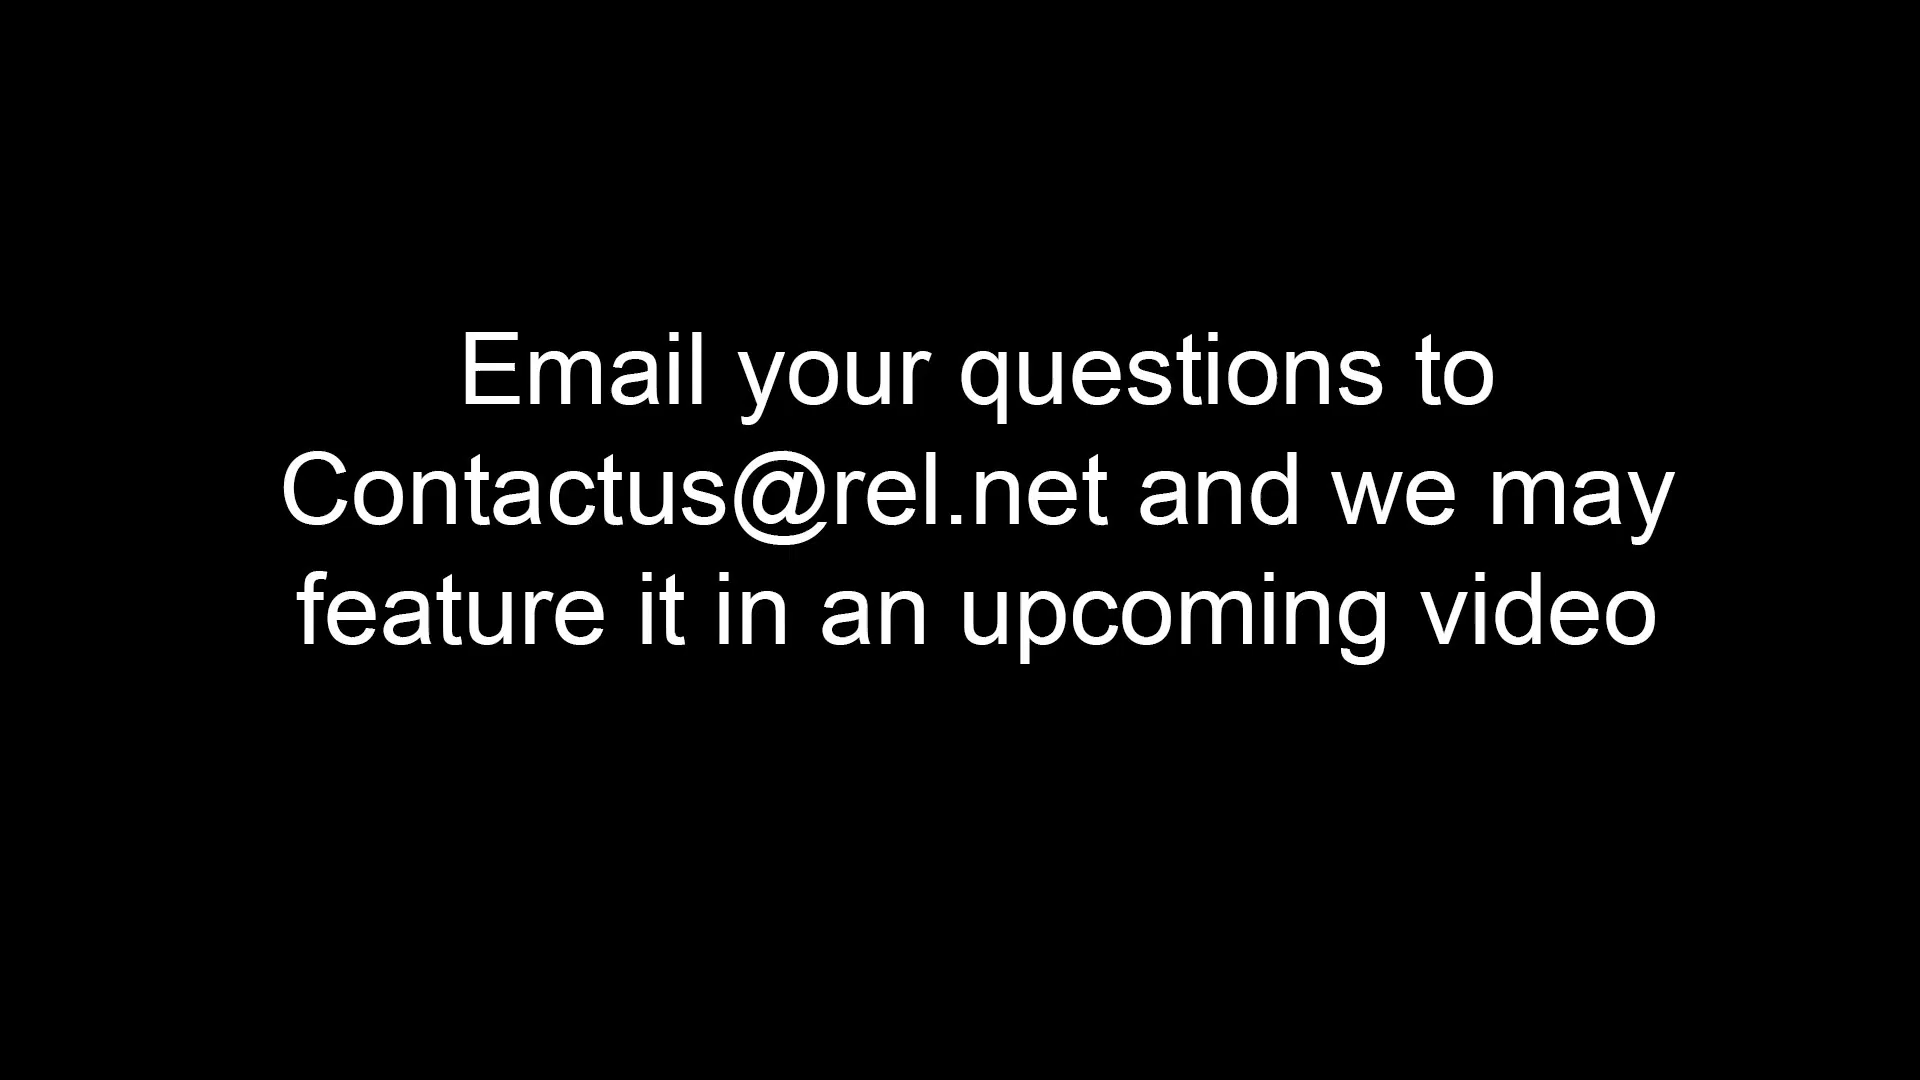 Email your questions to
Contactus@rel.net and we may
feature it in an upcoming video